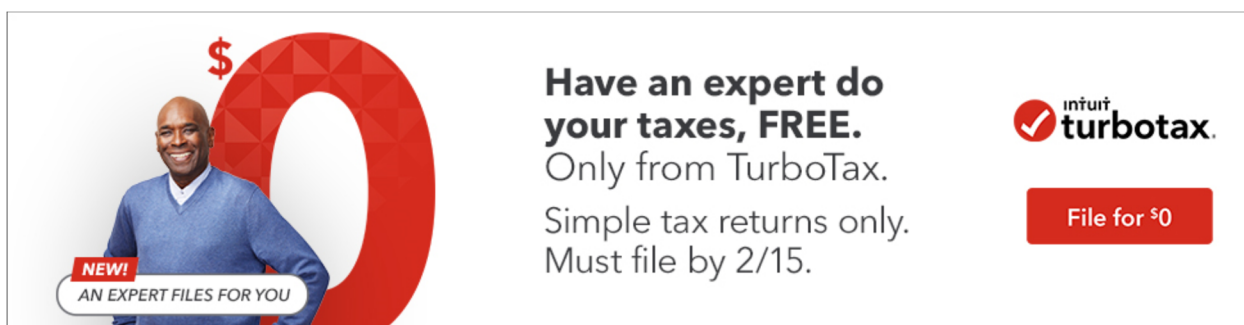 $0
NEW!
AN EXPERT FILES FOR YOU
Have an expert do
your taxes, FREE.
Only from TurboTax.
Simple tax returns only.
Must file by 2/15.
intuit
turbotax.
File for $0